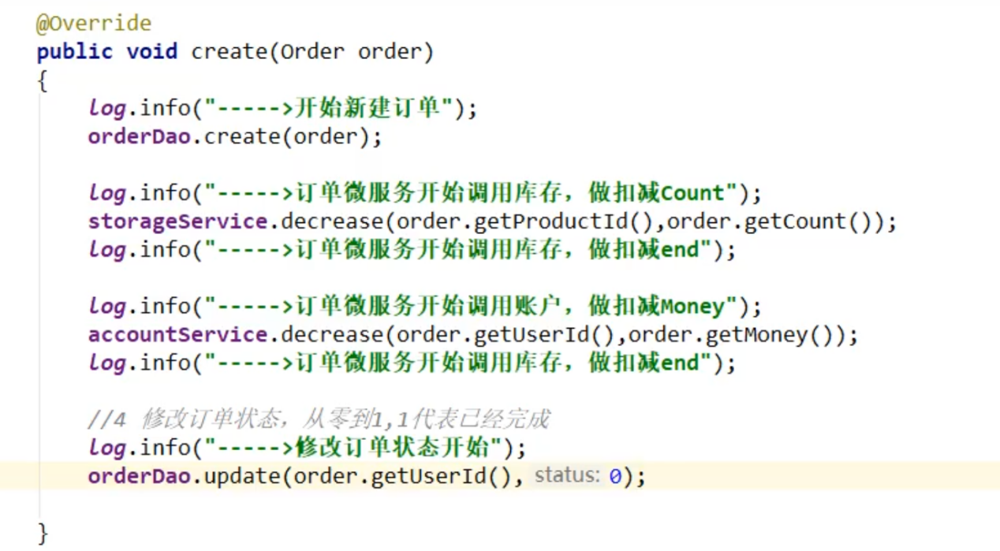 @Override
public void create(Order order)
{
log.info("----->开始新建订单");
orderDao.create(order);
log.info("----->订单微服务开始调用库存，做扣减Count");
storageService.decrease(order.getProductId(),order.getCount());
log.info("----->订单微服务开始调用库存，做扣减end");
log.info("----->订单微服务开始调用账户，做扣减Money");
accountService.decrease(order.getUserId(),order.getMoney());
log.info("----->订单微服务开始调用库存，做扣减end");
//4 修改订单状态，从零到1,1代表已经完成
log.info("----->修改订单状态开始");
orderDao.update(order.getUserId(), status: 0);
}